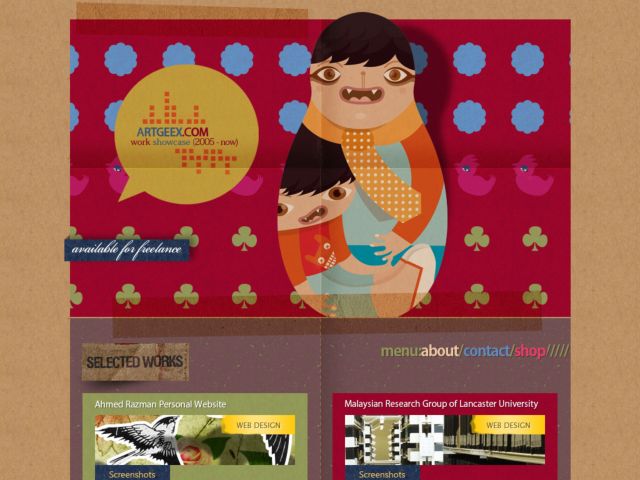 ARTGEEX.COM
work showcase (2005 - now)
available for freelance
menu:about/contact/shop/////
SELECTED WORKS
Ahmed Razman Personal Website
WEB DESIGN
Screenshots
Malaysian Research Group of Lancaster University
WEB DESIGN
Screenshots